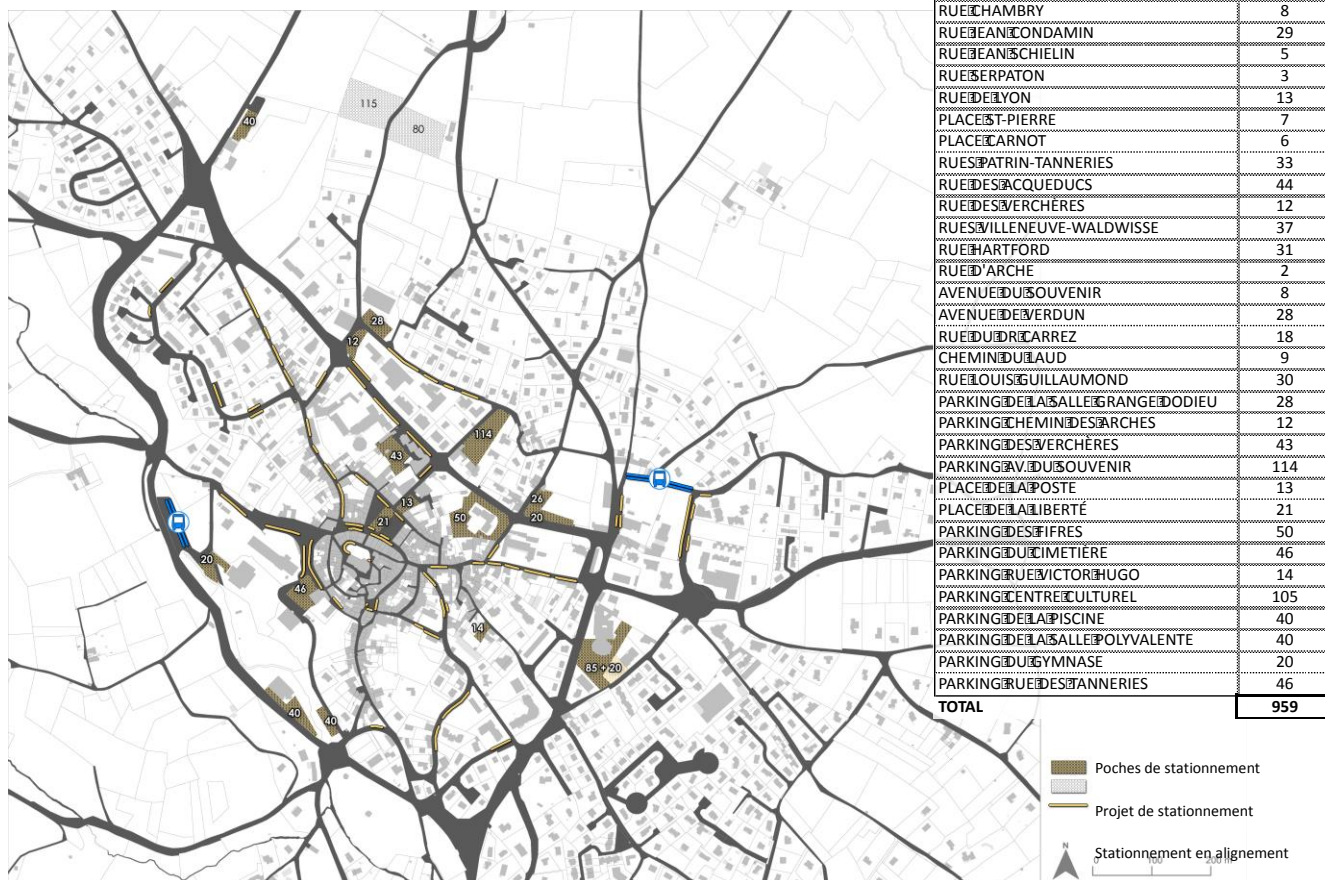 RUE CHAMBRY 8
RUE JEAN CONDAMIN 29
RUE JEAN SCHIELIN 5
RUE SERPATON 3
RUE DE LYON 13
PLACE ST-PIERRE 7
PLACE CARNOT 6
RUES PATRIN-TANNERIES 33
RUE DES ACQUEDUCS 44
RUE DES VERCHÈRES 12
RUES VILLENEUVE-WALDWISSE 37
RUE HARTFORD 31
RUE D'ARCHE 2
AVENUE DU SOUVENIR 8
AVENUE DE VERDUN 28
RUE DU DR CARREZ 18
CHEMIN DU LAUD 9
RUE LOUIS GUILLAUMOND 30
PARKING DE LA SALLE GRANGE DODIEU 28
PARKING CHEMIN DES ARCHES 12
PARKING DES VERCHÈRES 43
PARKING AV. DU SOUVENIR 114
PLACE DE LA POSTE 13
PLACE DE LA LIBERTÉ 21
PARKING DES FIFRES 50
PARKING DU CIMETIÈRE 46
PARKING RUE VICTOR HUGO 14
PARKING CENTRE CULTUREL 105
PARKING DE LA PISCINE 40
PARKING DE LA SALLE POLYVALENTE 40
PARKING DU GYMNASE 20
PARKING RUE DES TANNERIES 46
TOTAL 959
115
80
40
28
12
114
43
13
21
50
26
20
20
46
14
85 + 20
40
40
Poches de stationnement
Projet de stationnement
Stationnement en alignement
N
0 100 200 m